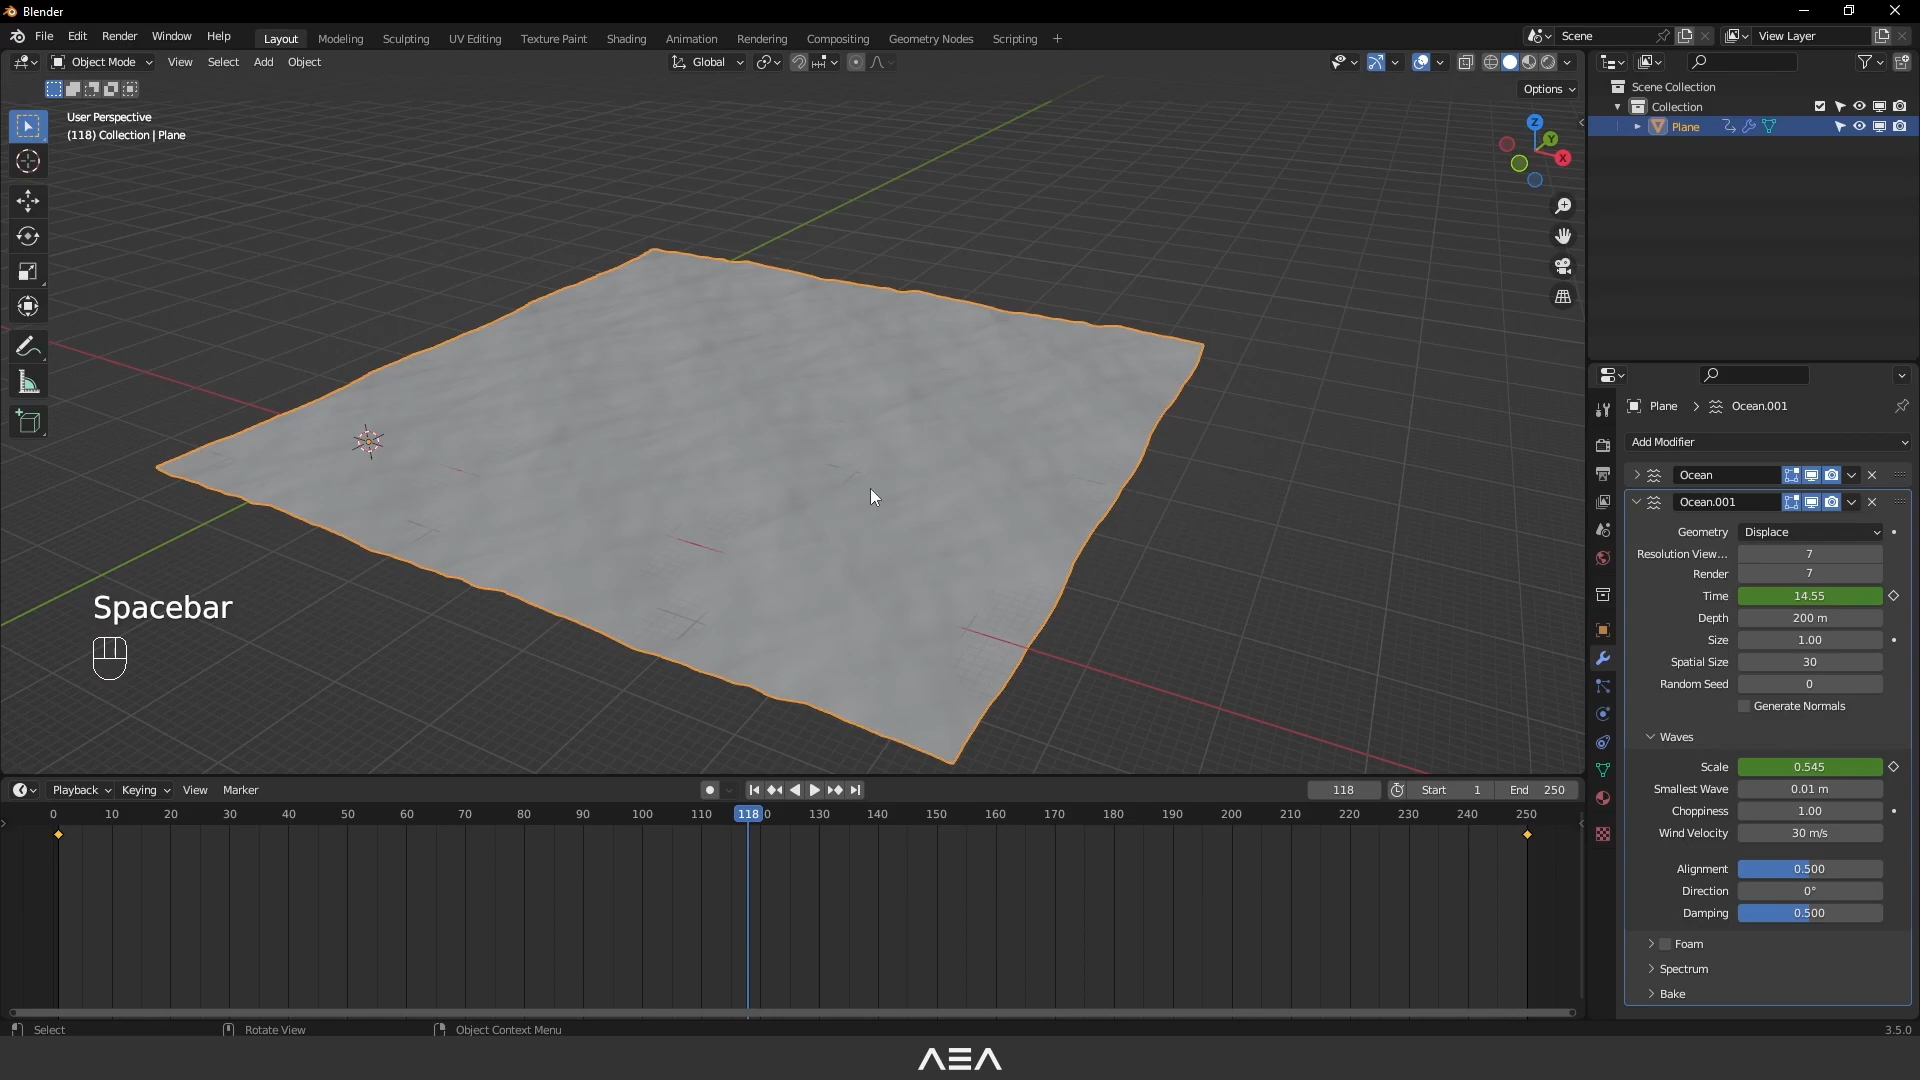 Blender
File Edit Render Window Help Layout Modeling Sculpting UV Editing Texture Paint Shading Animation Rendering Compositing Geometry Nodes Scripting + Scene View Layer
Object Mode View Select Add Object Global
Options
User Perspective
(118) Collection | Plane
Z
Y
X
Scene Collection
Collection
Plane
Plane > Ocean.001
Add Modifier
Ocean
Ocean.001
Geometry Displace
Resolution View... 7
Render 7
Time 14.55
Depth 200 m
Size 1.00
Spatial Size 30
Random Seed 0
Generate Normals
Waves
Scale 0.545
Smallest Wave 0.01 m
Choppiness 1.00
Wind Velocity 30 m/s
Alignment 0.500
Direction 0°
Damping 0.500
Foam
Spectrum
Bake
Spacebar
Playback Keying View Marker 118 Start 1 End 250
0 10 20 30 40 50 60 70 80 90 100 110 118 0 130 140 150 160 170 180 190 200 210 220 230 240 250
Select Rotate View Object Context Menu 3.5.0